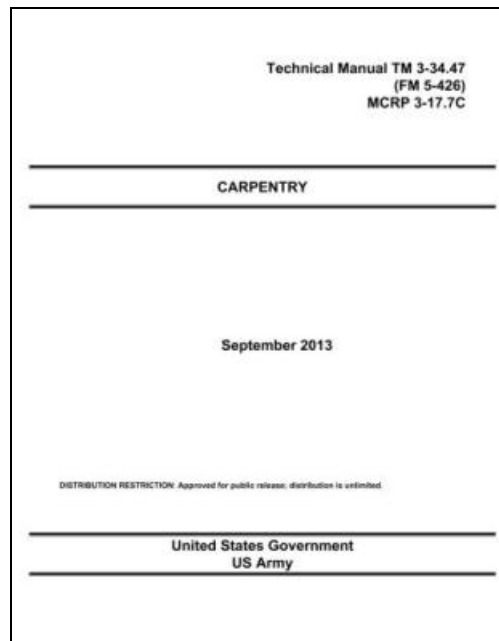 Technical Manual TM 3-34.47
(FM 5-426)
MCRP 3-17.7C
CARPENTRY
September 2013
DISTRIBUTION RESTRICTION: Approved for public release; distribution is unlimited.
United States Government
US Army